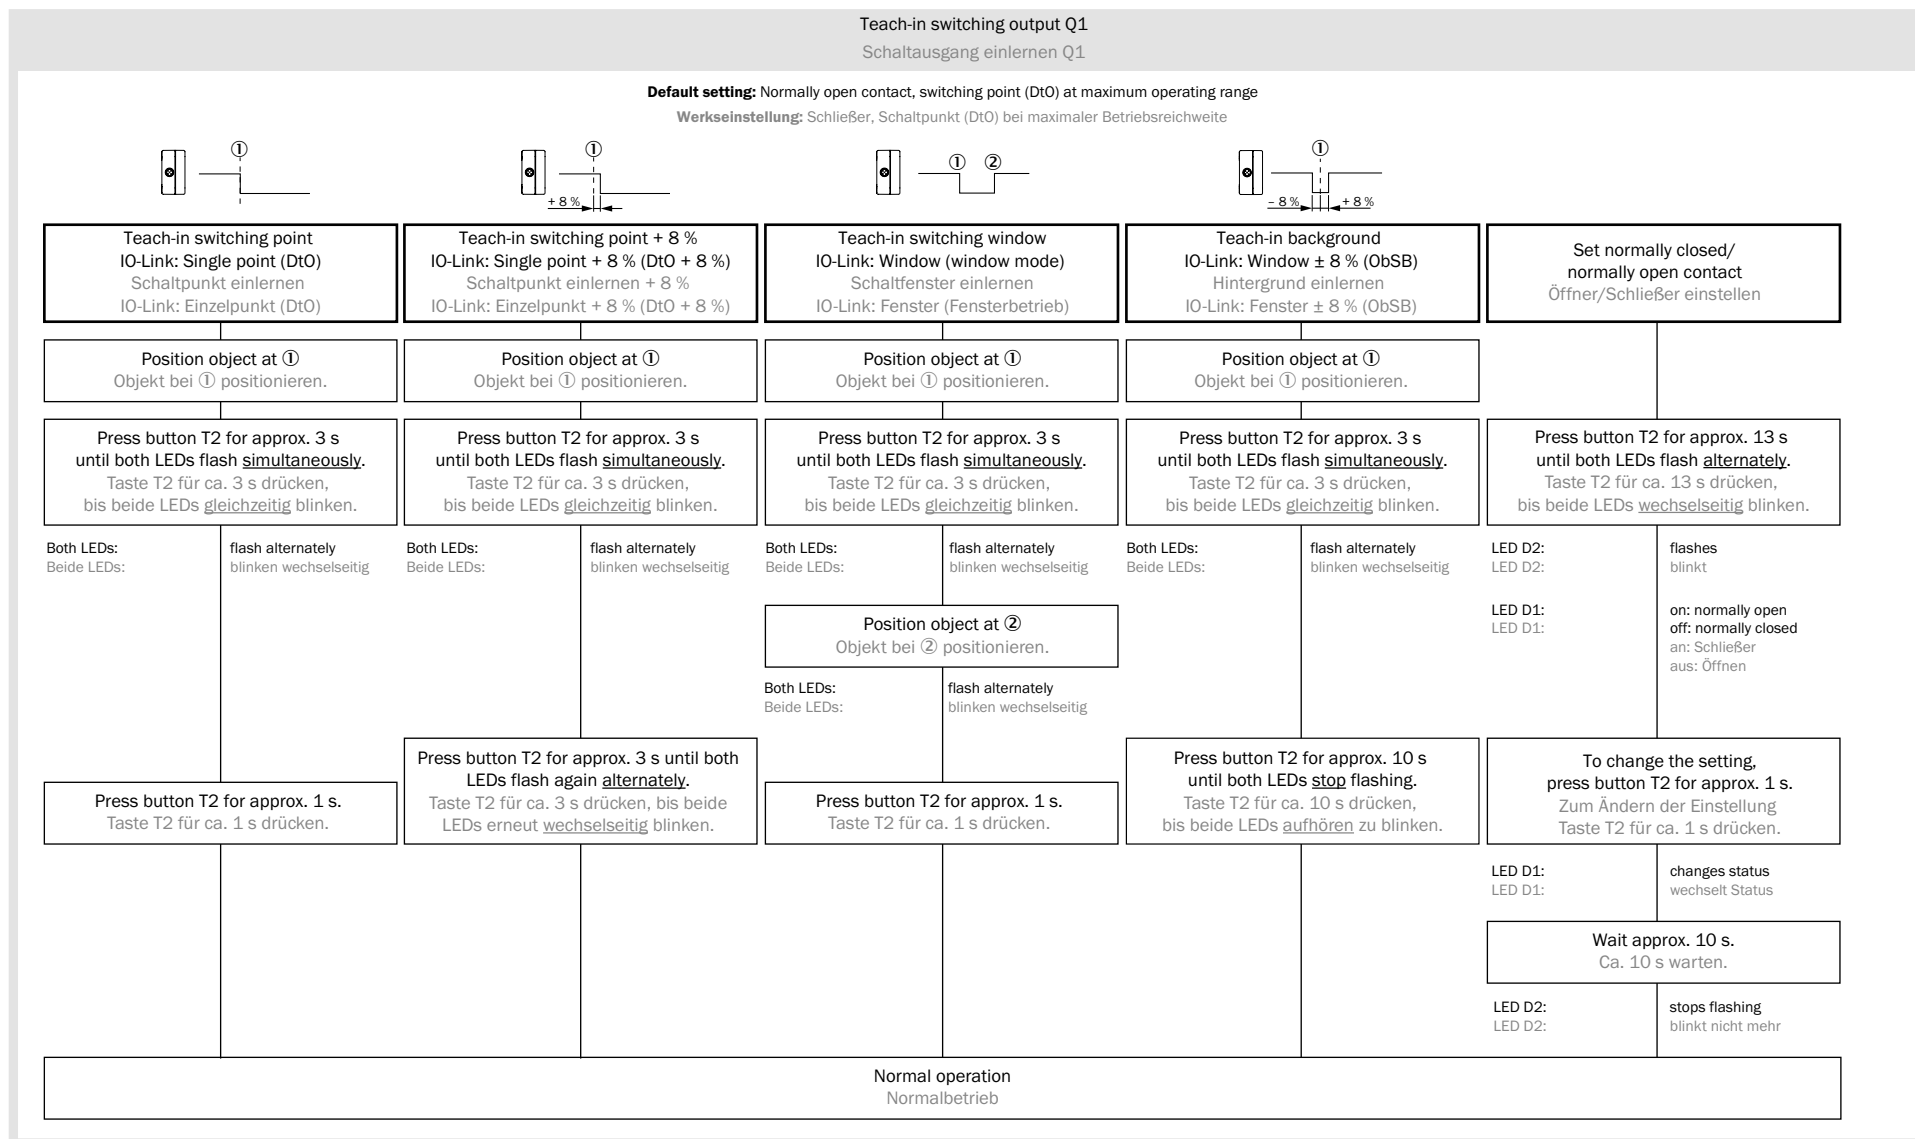 Teach-in switching output Q1
Schaltausgang einlernen Q1
Default setting: Normally open contact, switching point (DtO) at maximum operating range
Werkseinstellung: Schließer, Schaltpunkt (DtO) bei maximaler Betriebsreichweite
①
Teach-in switching point
IO-Link: Single point (DtO)
Schaltpunkt einlernen
IO-Link: Einzelpunkt (DtO)
Position object at ①
Objekt bei ① positionieren.
Press button T2 for approx. 3 s
until both LEDs flash simultaneously.
Taste T2 für ca. 3 s drücken,
bis beide LEDs gleichzeitig blinken.
Both LEDs: flash alternately
Beide LEDs: blinken wechselseitig
Press button T2 for approx. 1 s.
Taste T2 für ca. 1 s drücken.
①
+ 8 %
Teach-in switching point + 8 %
IO-Link: Single point + 8 % (DtO + 8 %)
Schaltpunkt einlernen + 8 %
IO-Link: Einzelpunkt + 8 % (DtO + 8 %)
Position object at ①
Objekt bei ① positionieren.
Press button T2 for approx. 3 s
until both LEDs flash simultaneously.
Taste T2 für ca. 3 s drücken,
bis beide LEDs gleichzeitig blinken.
Both LEDs: flash alternately
Beide LEDs: blinken wechselseitig
Press button T2 for approx. 3 s until both
LEDs flash again alternately.
Taste T2 für ca. 3 s drücken, bis beide
LEDs erneut wechselseitig blinken.
① ②
Teach-in switching window
IO-Link: Window (window mode)
Schaltfenster einlernen
IO-Link: Fenster (Fensterbetrieb)
Position object at ①
Objekt bei ① positionieren.
Press button T2 for approx. 3 s
until both LEDs flash simultaneously.
Taste T2 für ca. 3 s drücken,
bis beide LEDs gleichzeitig blinken.
Both LEDs: flash alternately
Beide LEDs: blinken wechselseitig
Position object at ②
Objekt bei ② positionieren.
Both LEDs: flash alternately
Beide LEDs: blinken wechselseitig
Press button T2 for approx. 1 s.
Taste T2 für ca. 1 s drücken.
①
– 8 % + 8 %
Teach-in background
IO-Link: Window ± 8 % (ObSB)
Hintergrund einlernen
IO-Link: Fenster ± 8 % (ObSB)
Position object at ①
Objekt bei ① positionieren.
Press button T2 for approx. 3 s
until both LEDs flash simultaneously.
Taste T2 für ca. 3 s drücken,
bis beide LEDs gleichzeitig blinken.
Both LEDs: flash alternately
Beide LEDs: blinken wechselseitig
Press button T2 for approx. 10 s
until both LEDs stop flashing.
Taste T2 für ca. 10 s drücken,
bis beide LEDs aufhören zu blinken.
Set normally closed/
normally open contact
Öffner/Schließer einstellen
Press button T2 for approx. 13 s
until both LEDs flash alternately.
Taste T2 für ca. 13 s drücken,
bis beide LEDs wechselseitig blinken.
LED D2: flashes
LED D2: blinkt
LED D1: on: normally open
LED D1: off: normally closed
an: Schließer
aus: Öffnen
To change the setting,
press button T2 for approx. 1 s.
Zum Ändern der Einstellung
Taste T2 für ca. 1 s drücken.
LED D1: changes status
LED D1: wechselt Status
Wait approx. 10 s.
Ca. 10 s warten.
LED D2: stops flashing
LED D2: blinkt nicht mehr
Normal operation
Normalbetrieb